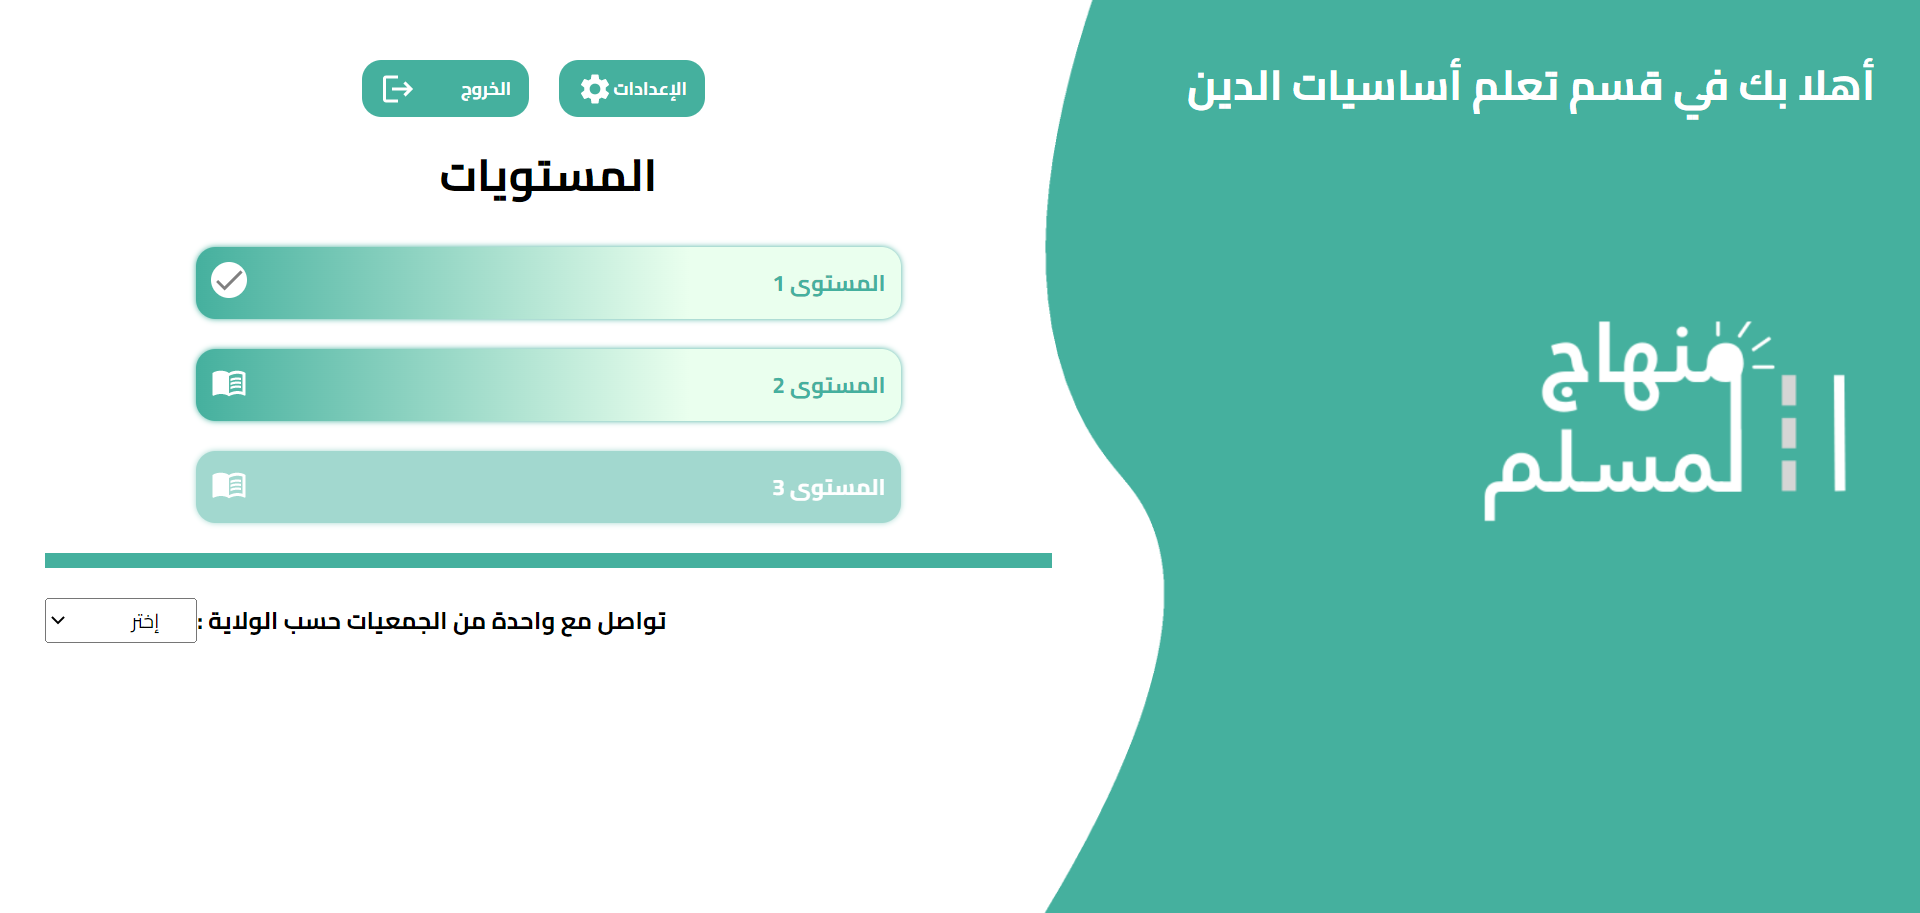 أهلا بك في قسم تعلم أساسيات الدين
منهاج
المسلم
الإعدادات
الخروج
المستويات
المستوى 1
المستوى 2
المستوى 3
تواصل مع واحدة من الجمعيات حسب الولاية :
إختر